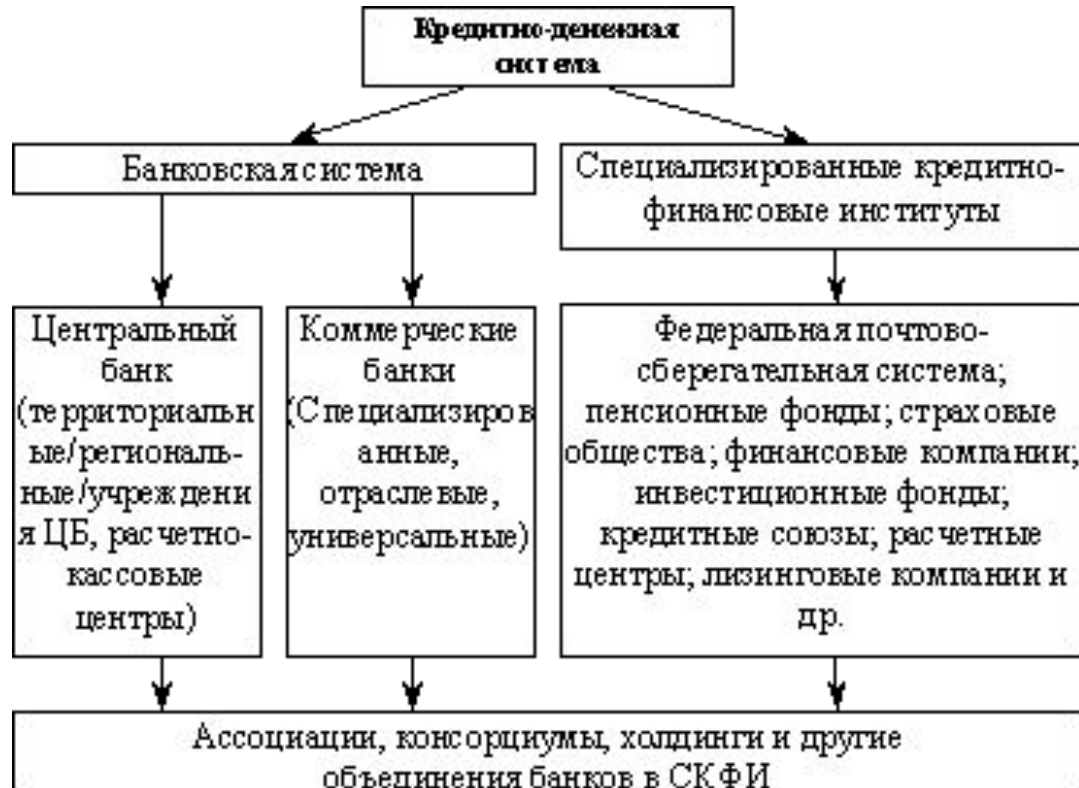 Кредитно-денежная
система
Банковская система
Специализированные кредитно-
финансовые институты
Центральный
банк
(территориальн
ые/региональ-
ные/учреждени
я ЦБ, расчетно-
кассовые
центры)
Коммерческие
банки
(Специализиров
анные,
отраслевые,
универсальные)
Федеральная почтово-
сберегательная система;
пенсионные фонды; страховые
общества; финансовые компании;
инвестиционные фонды;
кредитные союзы; расчетные
центры; лизинговые компании и
др.
Ассоциации, консорциумы, холдинги и другие
объединения банков в СКФИ